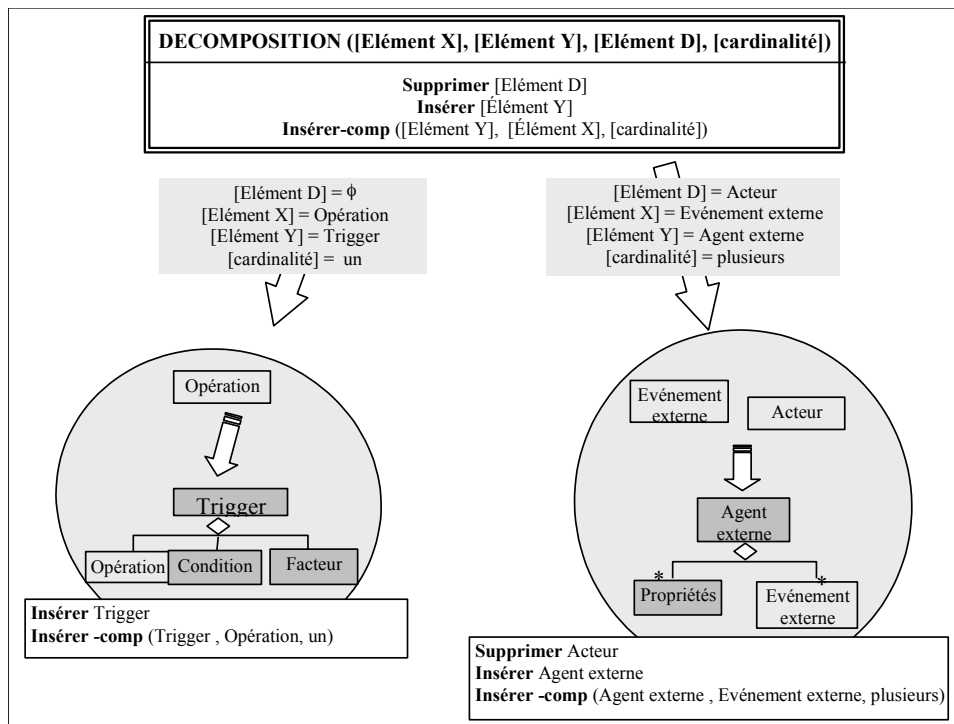 DECOMPOSITION ([Elément X], [Elément Y], [Elément D], [cardinalité])
Supprimer [Elément D]
Insérer [Élément Y]
Insérer-comp ([Elément Y], [Élément X], [cardinalité])
[Elément D] = ϕ
[Elément X] = Opération
[Elément Y] = Trigger
[cardinalité] = un
[Elément D] = Acteur
[Elément X] = Evénement externe
[Elément Y] = Agent externe
[cardinalité] = plusieurs
Opération
Trigger
Opération
Condition
Facteur
Insérer Trigger
Insérer -comp (Trigger , Opération, un)
Evénement
externe
Acteur
Agent
externe
*
Propriétés
*
Evénement
externe
Supprimer Acteur
Insérer Agent externe
Insérer -comp (Agent externe , Evénement externe, plusieurs)